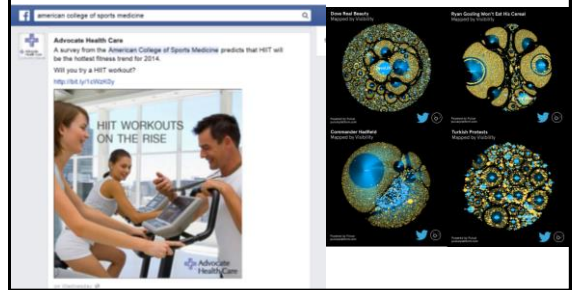 american college of sports medicine
Advocate Health Care
A survey from the American College of Sports Medicine predicts that HIIT will
be the hottest fitness trend for 2014.
Will you try a HIIT workout?
HIIT WORKOUTS
ON THE RISE
Advocate
Health Care
on Wednesday
Dove Real Beauty
Mapped by Visibility
Ryan Gosling Won't Eat His Cereal
Mapped by Visibility
Commander Hadfield
Mapped by Visibility
Turkish Protests
Mapped by Visibility